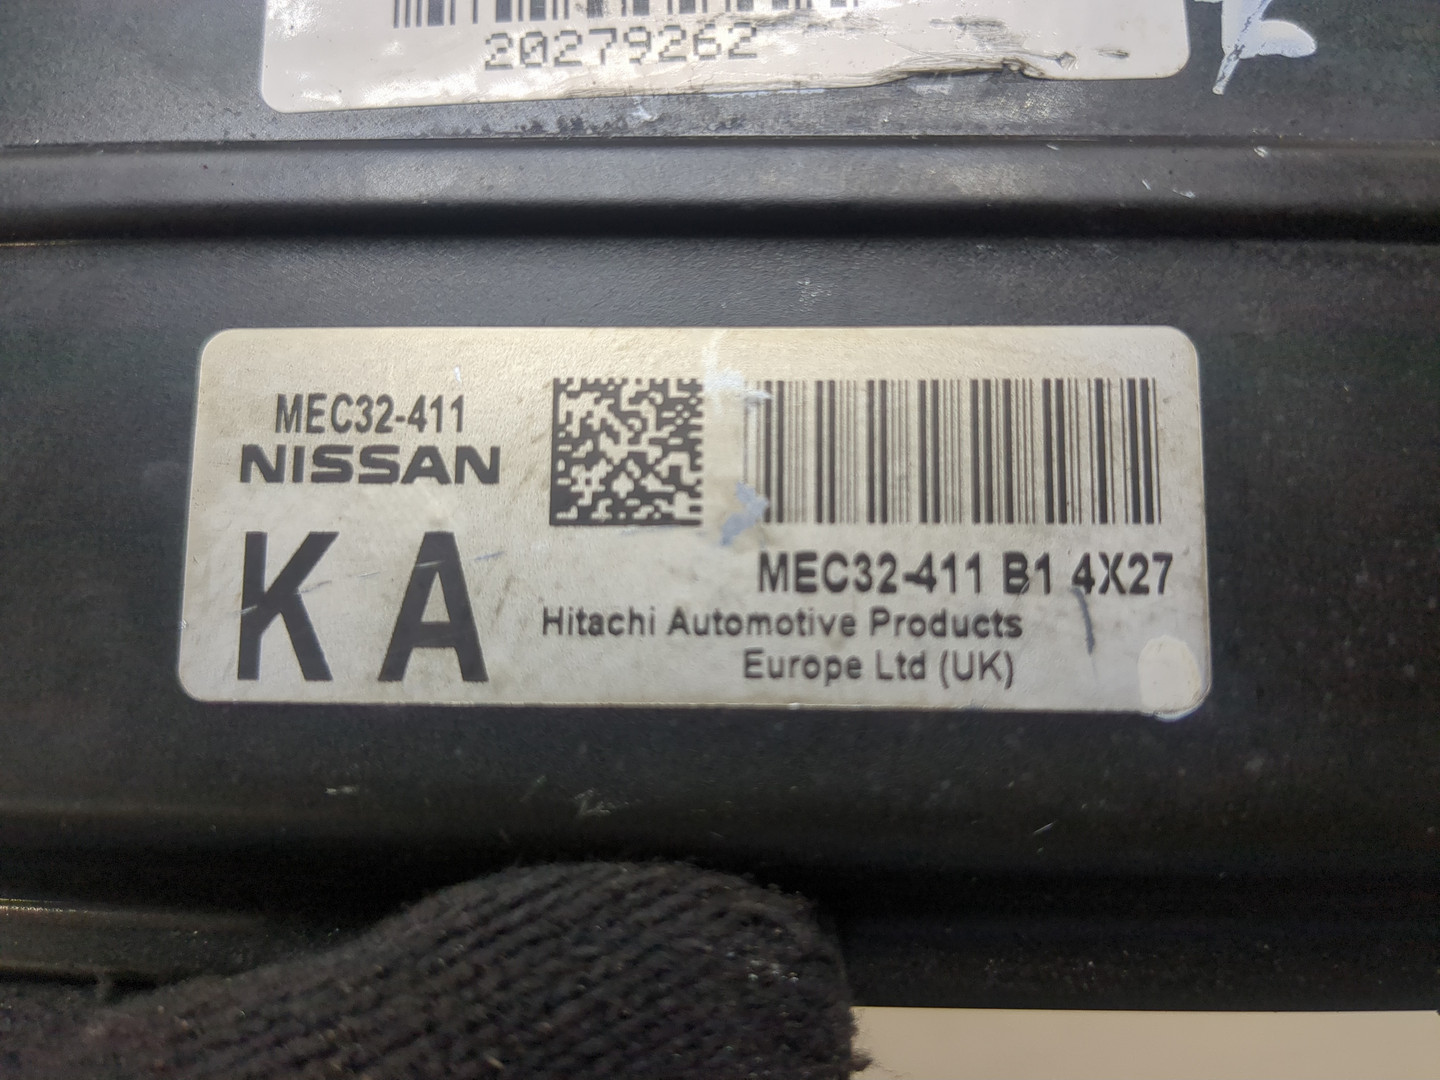 20279262
MEC32-411
NISSAN
KA
MEC32-411 B1 4X27
Hitachi Automotive Products
Europe Ltd (UK)